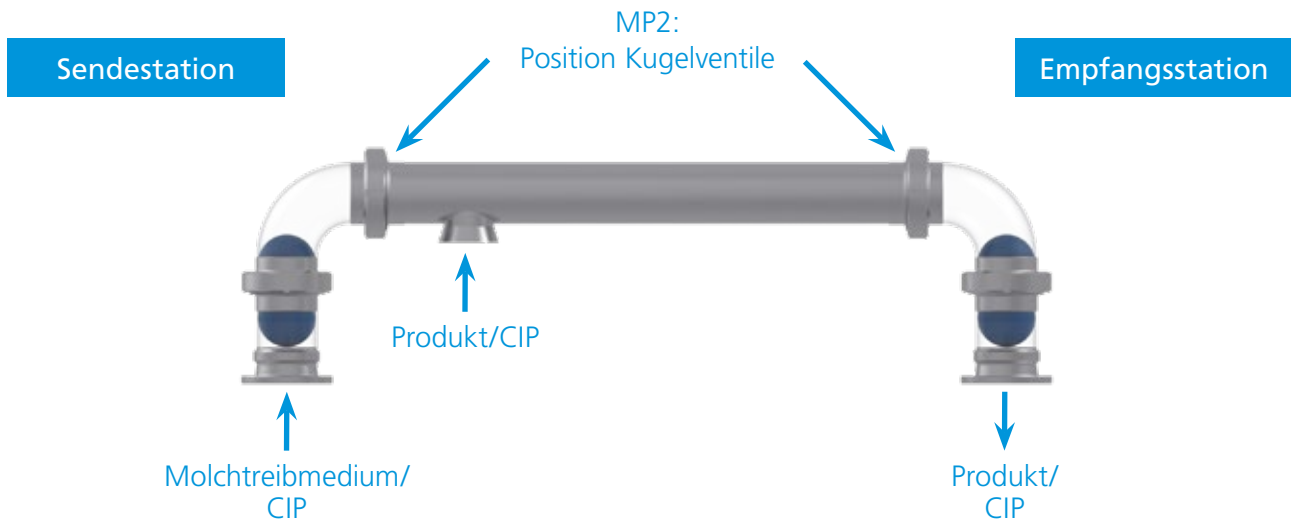 MP2:
Position Kugelventile
Sendestation
Empfangsstation
Produkt/CIP
Molchtreibmedium/
CIP
Produkt/
CIP